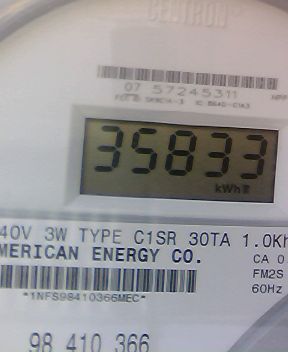 CENTRON
07 57245311
35833
kWh
40V 3W TYPE C1SR 30TA 1.0Kh
MERICAN ENERGY CO.
CA 0.
FM2S
*1NFS98410366MEC*
60Hz
98 410 366